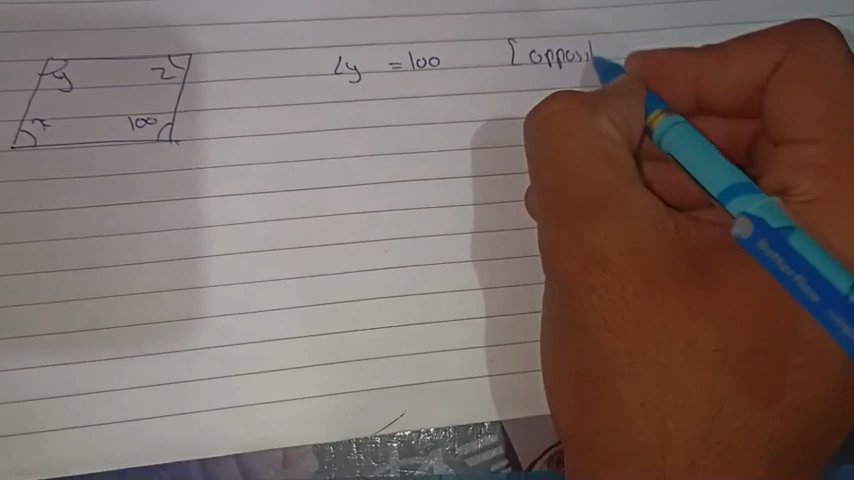 y z
x 100
∠y = 100 [opposi